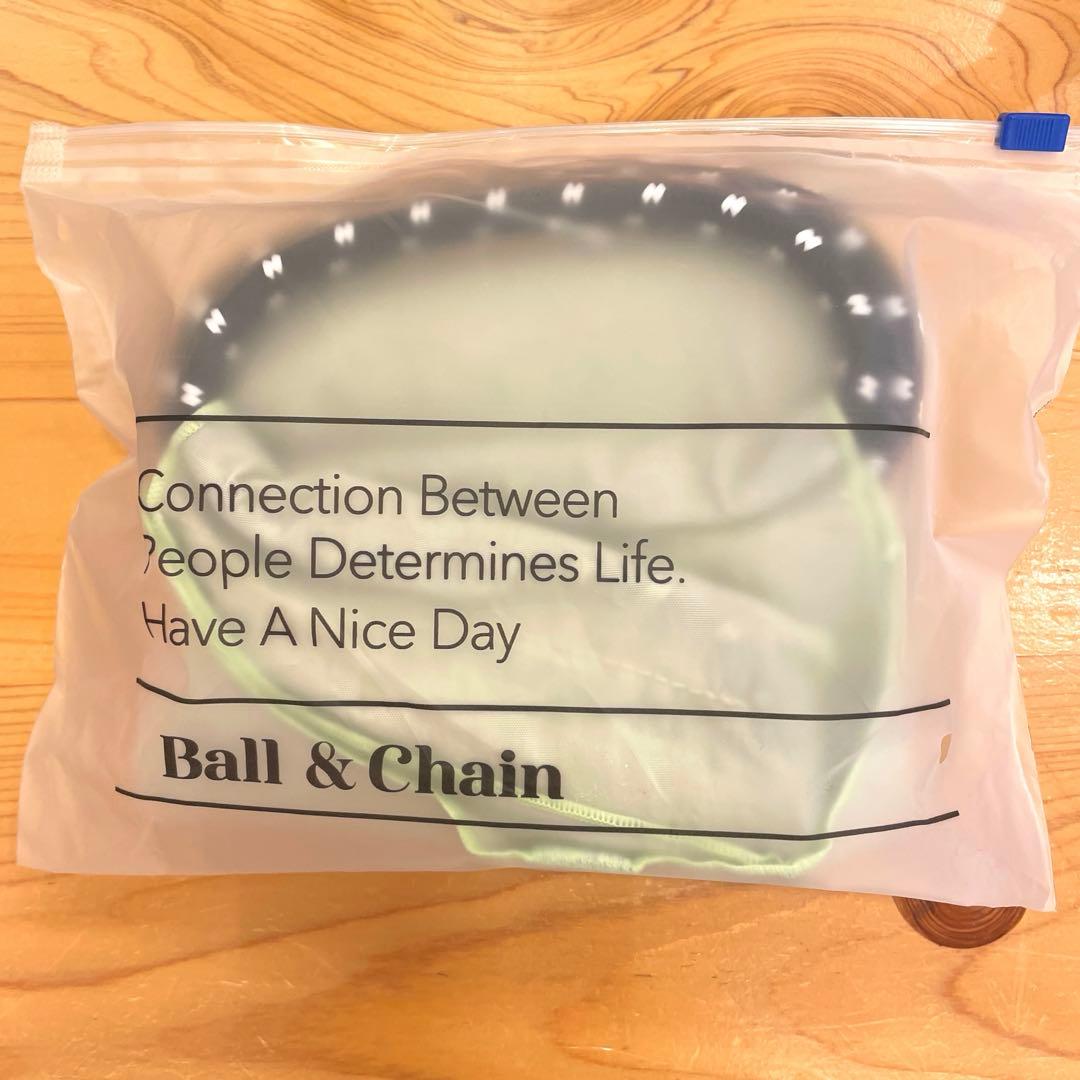 Connection Between
People Determines Life.
Have A Nice Day
Ball & Chain